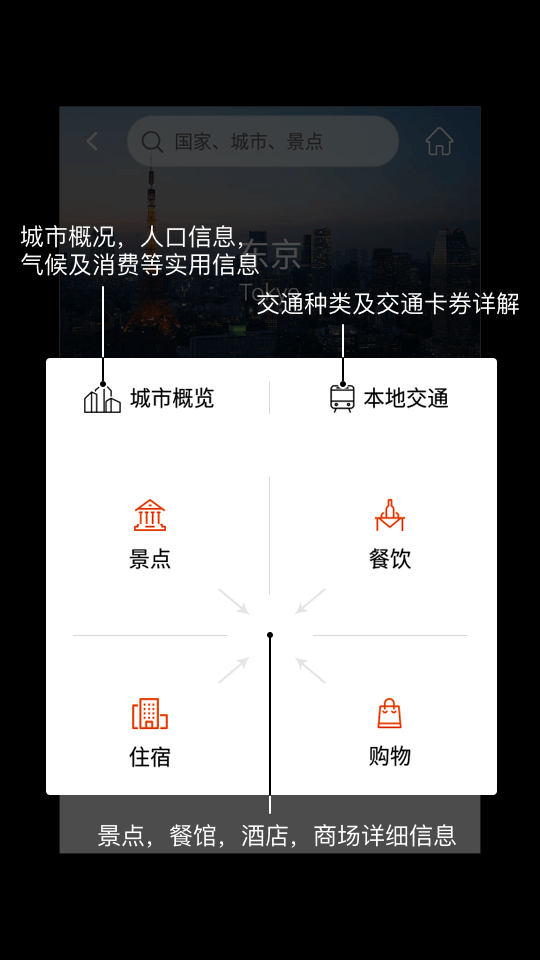 国家、城市、景点
城市概况，人口信息，
气候及消费等实用信息
东京
Tokyo
交通种类及交通卡券详解
城市概览
本地交通
景点
餐饮
住宿
购物
景点，餐馆，酒店，商场详细信息